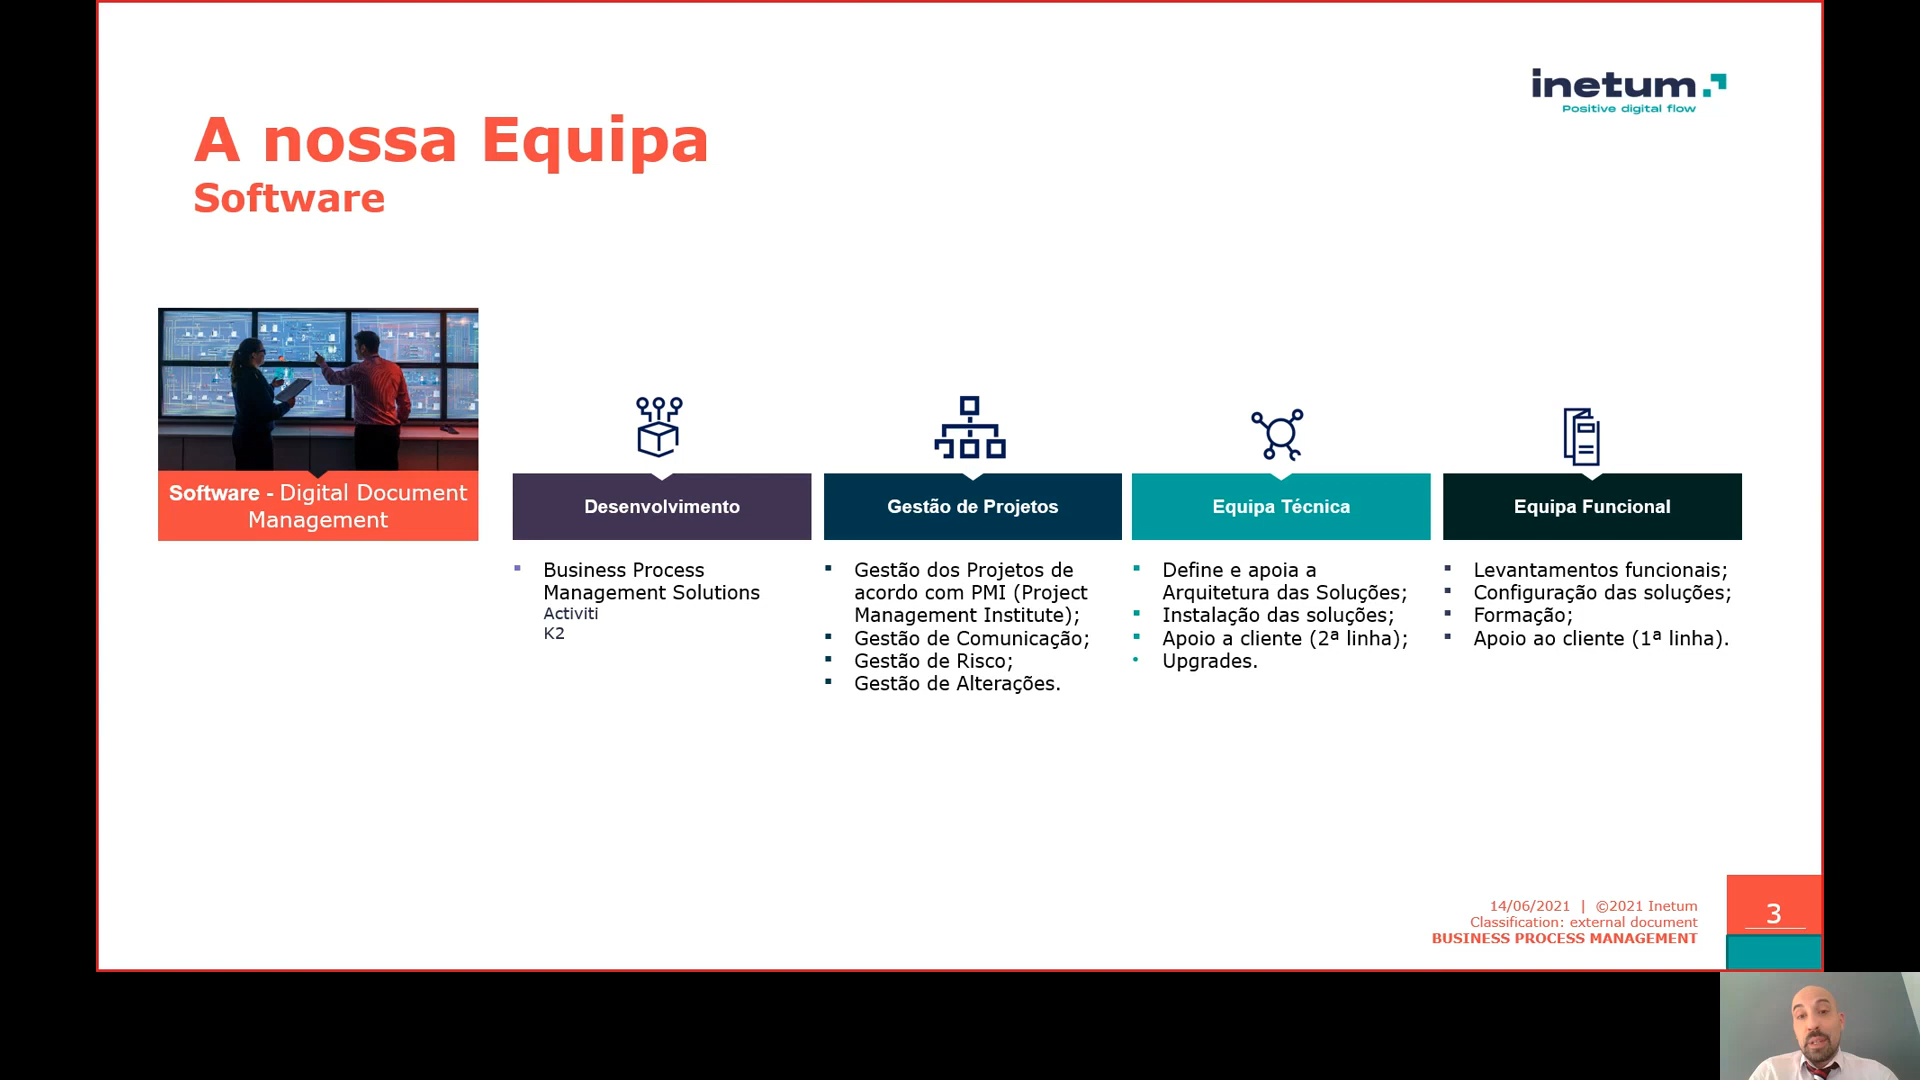 inetum.
Positive digital flow
A nossa Equipa
Software
Software - Digital Document
Management
Desenvolvimento
Business Process
Management Solutions
Activiti
K2
Gestão de Projetos
Gestão dos Projetos de
acordo com PMI (Project
Management Institute);
Gestão de Comunicação;
Gestão de Risco;
Gestão de Alterações.
Equipa Técnica
Define e apoia a
Arquitetura das Soluções;
Instalação das soluções;
Apoio a cliente (2ª linha);
Upgrades.
Equipa Funcional
Levantamentos funcionais;
Configuração das soluções;
Formação;
Apoio ao cliente (1ª linha).
14/06/2021 | ©2021 Inetum
Classification: external document
BUSINESS PROCESS MANAGEMENT
3